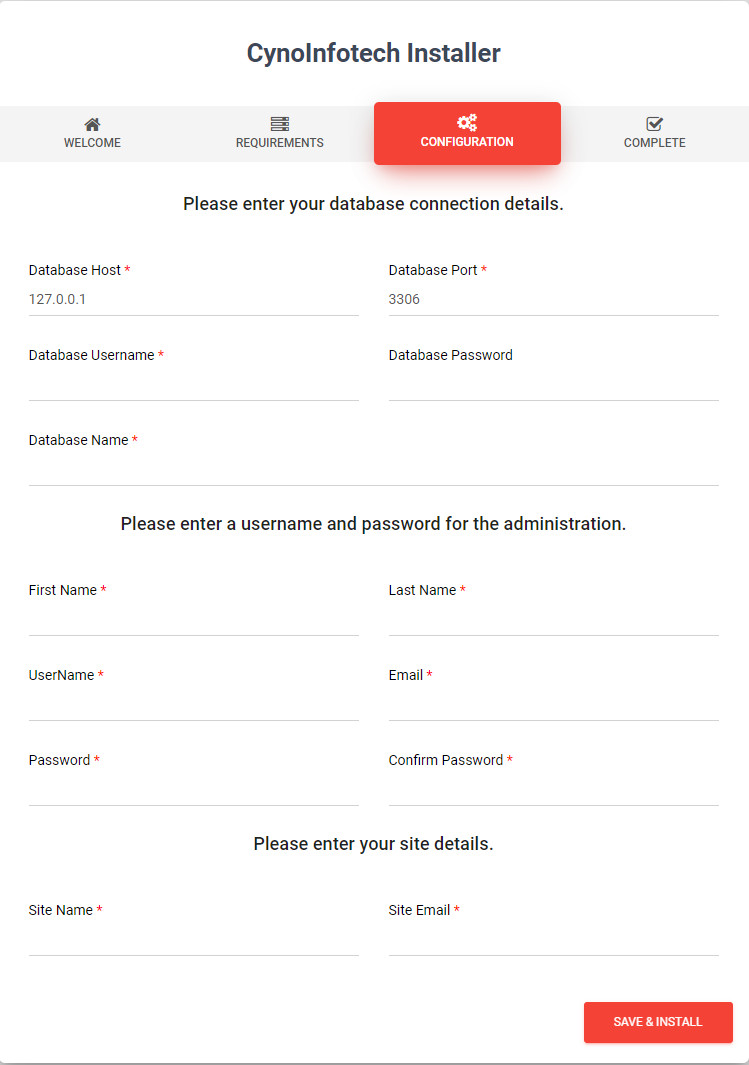 CynoInfotech Installer
WELCOME REQUIREMENTS CONFIGURATION COMPLETE
Please enter your database connection details.
Database Host * Database Port *
127.0.0.1 3306
Database Username * Database Password
Database Name *
Please enter a username and password for the administration.
First Name * Last Name *
UserName * Email *
Password * Confirm Password *
Please enter your site details.
Site Name * Site Email *
SAVE & INSTALL